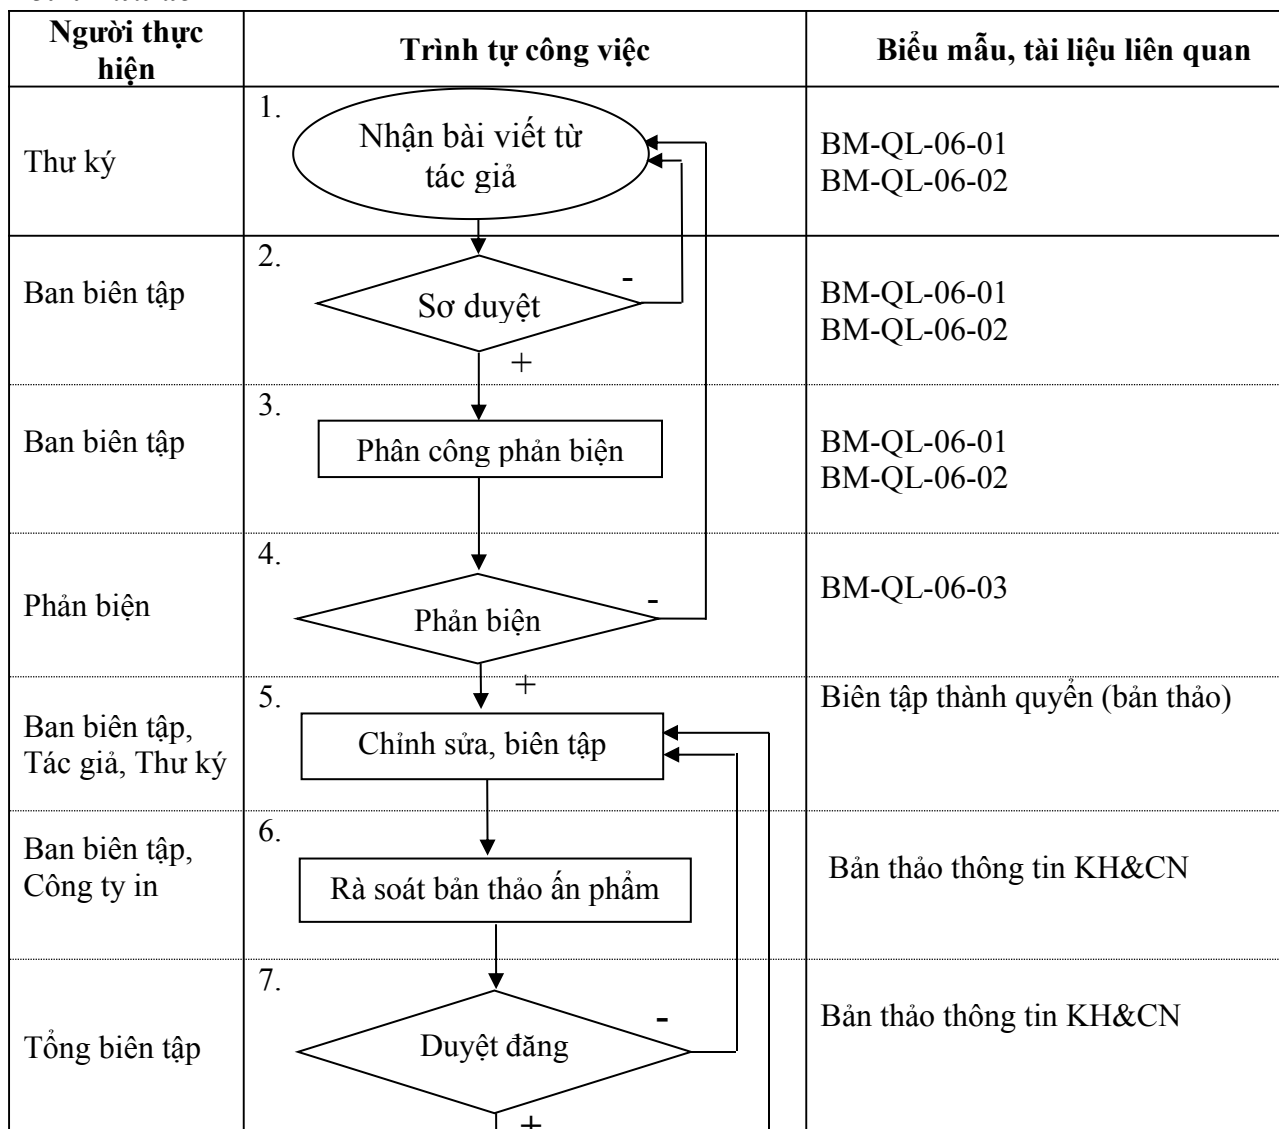 Người thực
hiện
Trình tự công việc
Biểu mẫu, tài liệu liên quan
Thư ký
1.
Nhận bài viết từ
tác giả
BM-QL-06-01
BM-QL-06-02
Ban biên tập
2.
Sơ duyệt
-
+
BM-QL-06-01
BM-QL-06-02
Ban biên tập
3.
Phân công phản biện
BM-QL-06-01
BM-QL-06-02
Phản biện
4.
Phản biện
-
+
BM-QL-06-03
Ban biên tập,
Tác giả, Thư ký
5.
Chỉnh sửa, biên tập
Biên tập thành quyển (bản thảo)
Ban biên tập,
Công ty in
6.
Rà soát bản thảo ấn phẩm
Bản thảo thông tin KH&CN
Tổng biên tập
7.
Duyệt đăng
-
+
Bản thảo thông tin KH&CN